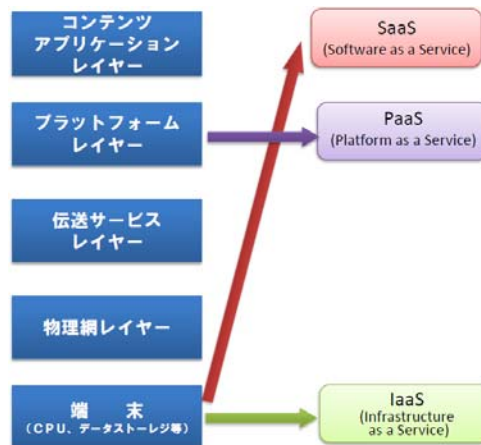 コンテンツ
アプリケーション
レイヤー
プラットフォーム
レイヤー
伝送サービス
レイヤー
物理網レイヤー
端　末
（CPU、データストーレジ等）
SaaS
(Software as a Service)
PaaS
(Platform as a Service)
IaaS
(Infrastructure
as a Service)